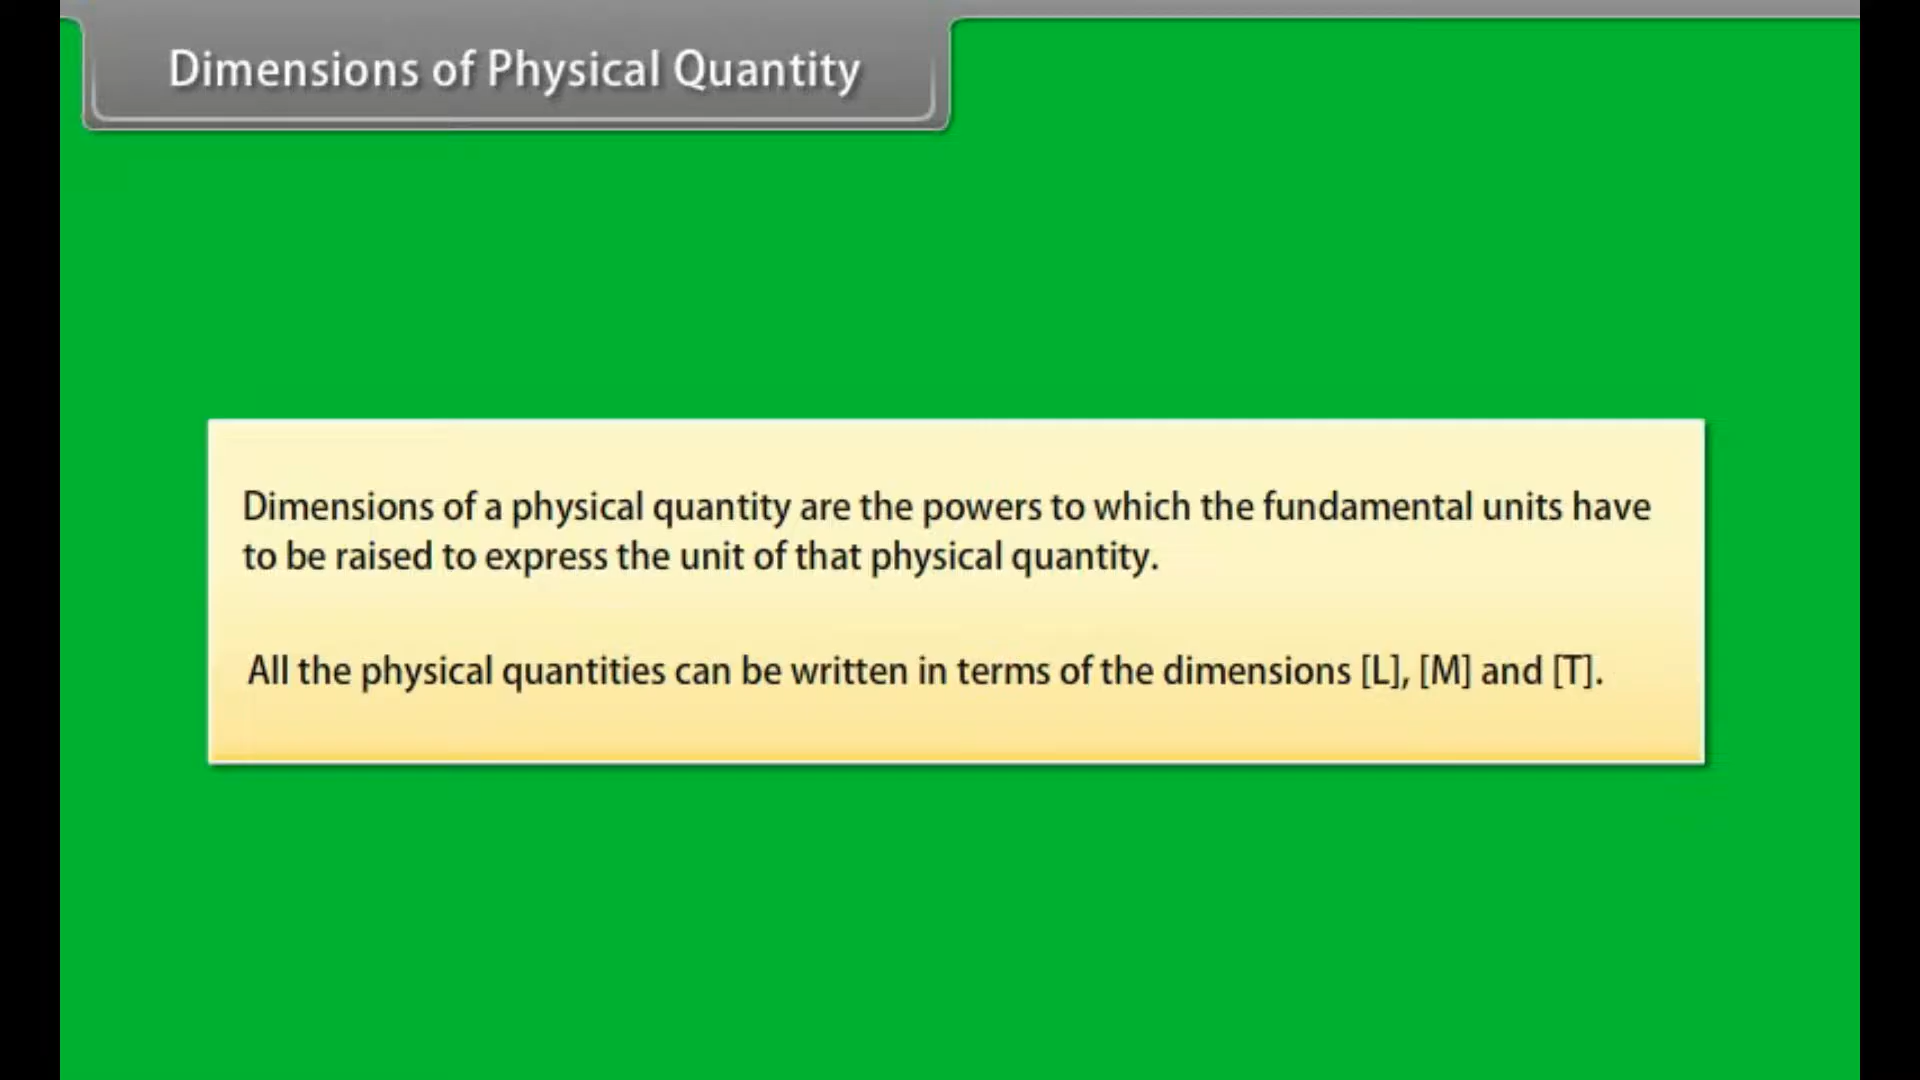 Dimensions of Physical Quantity
Dimensions of a physical quantity are the powers to which the fundamental units have
to be raised to express the unit of that physical quantity.
All the physical quantities can be written in terms of the dimensions [L], [M] and [T].